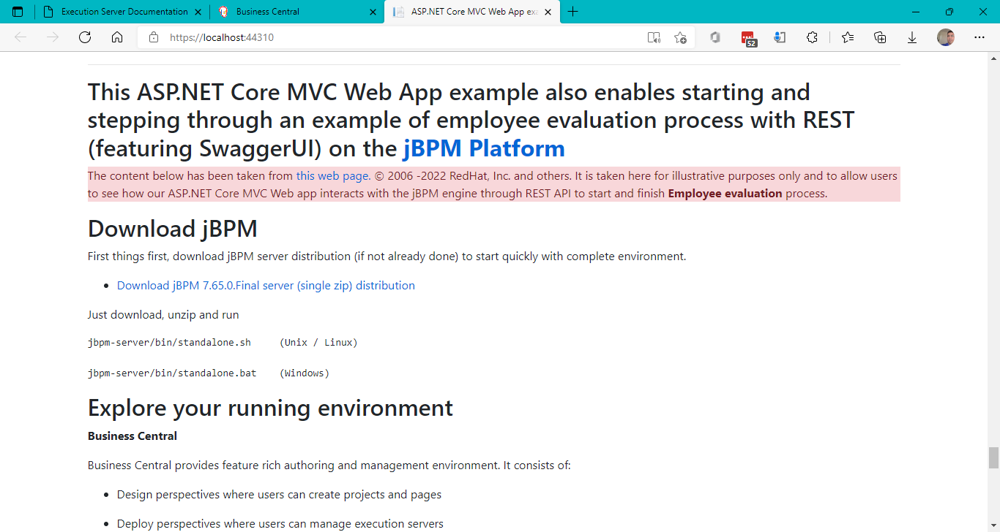 Execution Server Documentation
Business Central
ASP.NET Core MVC Web App exa
https://localhost:44310
52
This ASP.NET Core MVC Web App example also enables starting and
stepping through an example of employee evaluation process with REST
(featuring SwaggerUI) on the jBPM Platform
The content below has been taken from this web page. © 2006 -2022 RedHat, Inc. and others. It is taken here for illustrative purposes only and to allow users
to see how our ASP.NET Core MVC Web app interacts with the jBPM engine through REST API to start and finish Employee evaluation process.
Download jBPM
First things first, download jBPM server distribution (if not already done) to start quickly with complete environment.
• Download jBPM 7.65.0.Final server (single zip) distribution
Just download, unzip and run
jbpm-server/bin/standalone.sh (Unix / Linux)
jbpm-server/bin/standalone.bat (Windows)
Explore your running environment
Business Central
Business Central provides feature rich authoring and management environment. It consists of:
• Design perspectives where users can create projects and pages
• Deploy perspectives where users can manage execution servers